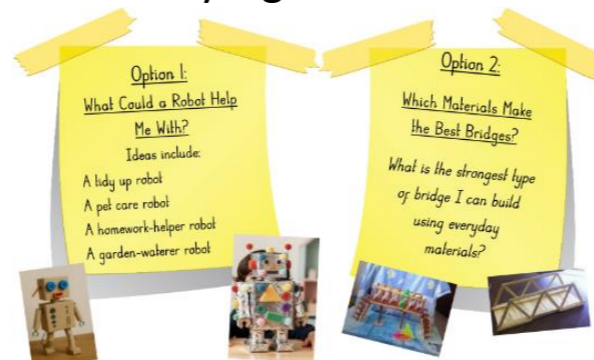 Option 1:
What Could a Robot Help
Me With?
Ideas include:
A tidy up robot
A pet care robot
A homework-helper robot
A garden-waterer robot
Option 2:
Which Materials Make
the Best Bridges?
What is the strongest type
of bridge I can build
using everyday
materials?